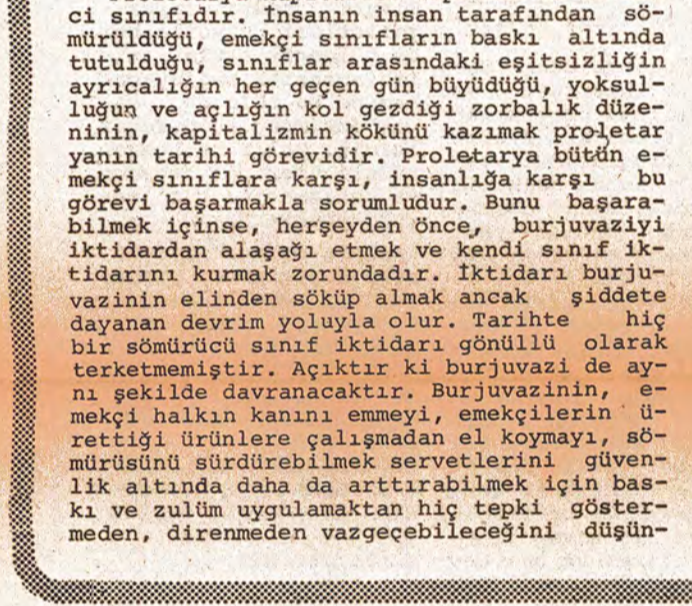 ci sınıfıdır. İnsanın insan tarafından sö-
mürüldüğü, emekçi sınıfların baskı altında
tutulduğu, sınıflar arasındaki eşitsizliğin
ayrıcalığın her geçen gün büyüdüğü, yoksul-
luğun ve açlığın kol gezdiği zorbalık düze-
ninin, kapitalizmin kökünü kazımak proletar
yanın tarihi görevidir. Proletarya bütün e-
mekçi sınıflara karşı, insanlığa karşı bu
görevi başarmakla sorumludur. Bunu başara-
bilmek içinse, herşeyden önce, burjuvaziyi
iktidardan alaşağı etmek ve kendi sınıf ik-
tidarını kurmak zorundadır. İktidarı burju-
vazinin elinden söküp almak ancak şiddete
dayanan devrim yoluyla olur. Tarihte hiç
bir sömürücü sınıf iktidarı gönüllü olarak
terketmemiştir. Açıktır ki burjuvazi de ay-
nı şekilde davranacaktır. Burjuvazinin, e-
mekçi halkın kanını emmeyi, emekçilerin ü-
rettiği ürünlere çalışmadan el koymayı, sö-
mürüsünü sürdürebilmek servetlerini güven-
lik altında daha da arttırabilmek için bas-
kı ve zulüm uygulamaktan hiç tepki göster-
meden, direnmeden vazgeçebileceğini düşün-